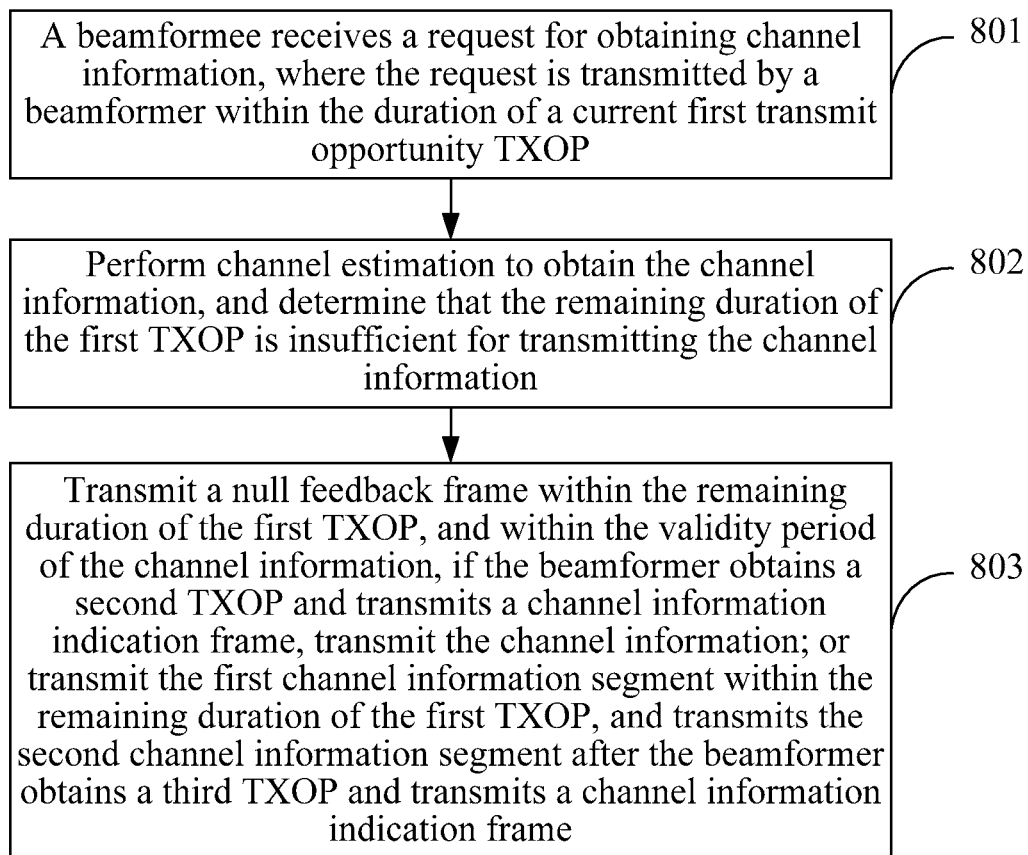 A beamformee receives a request for obtaining channel
information, where the request is transmitted by a
beamformer within the duration of a current first transmit
opportunity TXOP
801
Perform channel estimation to obtain the channel
information, and determine that the remaining duration of
the first TXOP is insufficient for transmitting the channel
information
802
Transmit a null feedback frame within the remaining
duration of the first TXOP, and within the validity period
of the channel information, if the beamformer obtains a
second TXOP and transmits a channel information
indication frame, transmit the channel information; or
transmit the first channel information segment within the
remaining duration of the first TXOP, and transmits the
second channel information segment after the beamformer
obtains a third TXOP and transmits a channel information
indication frame
803